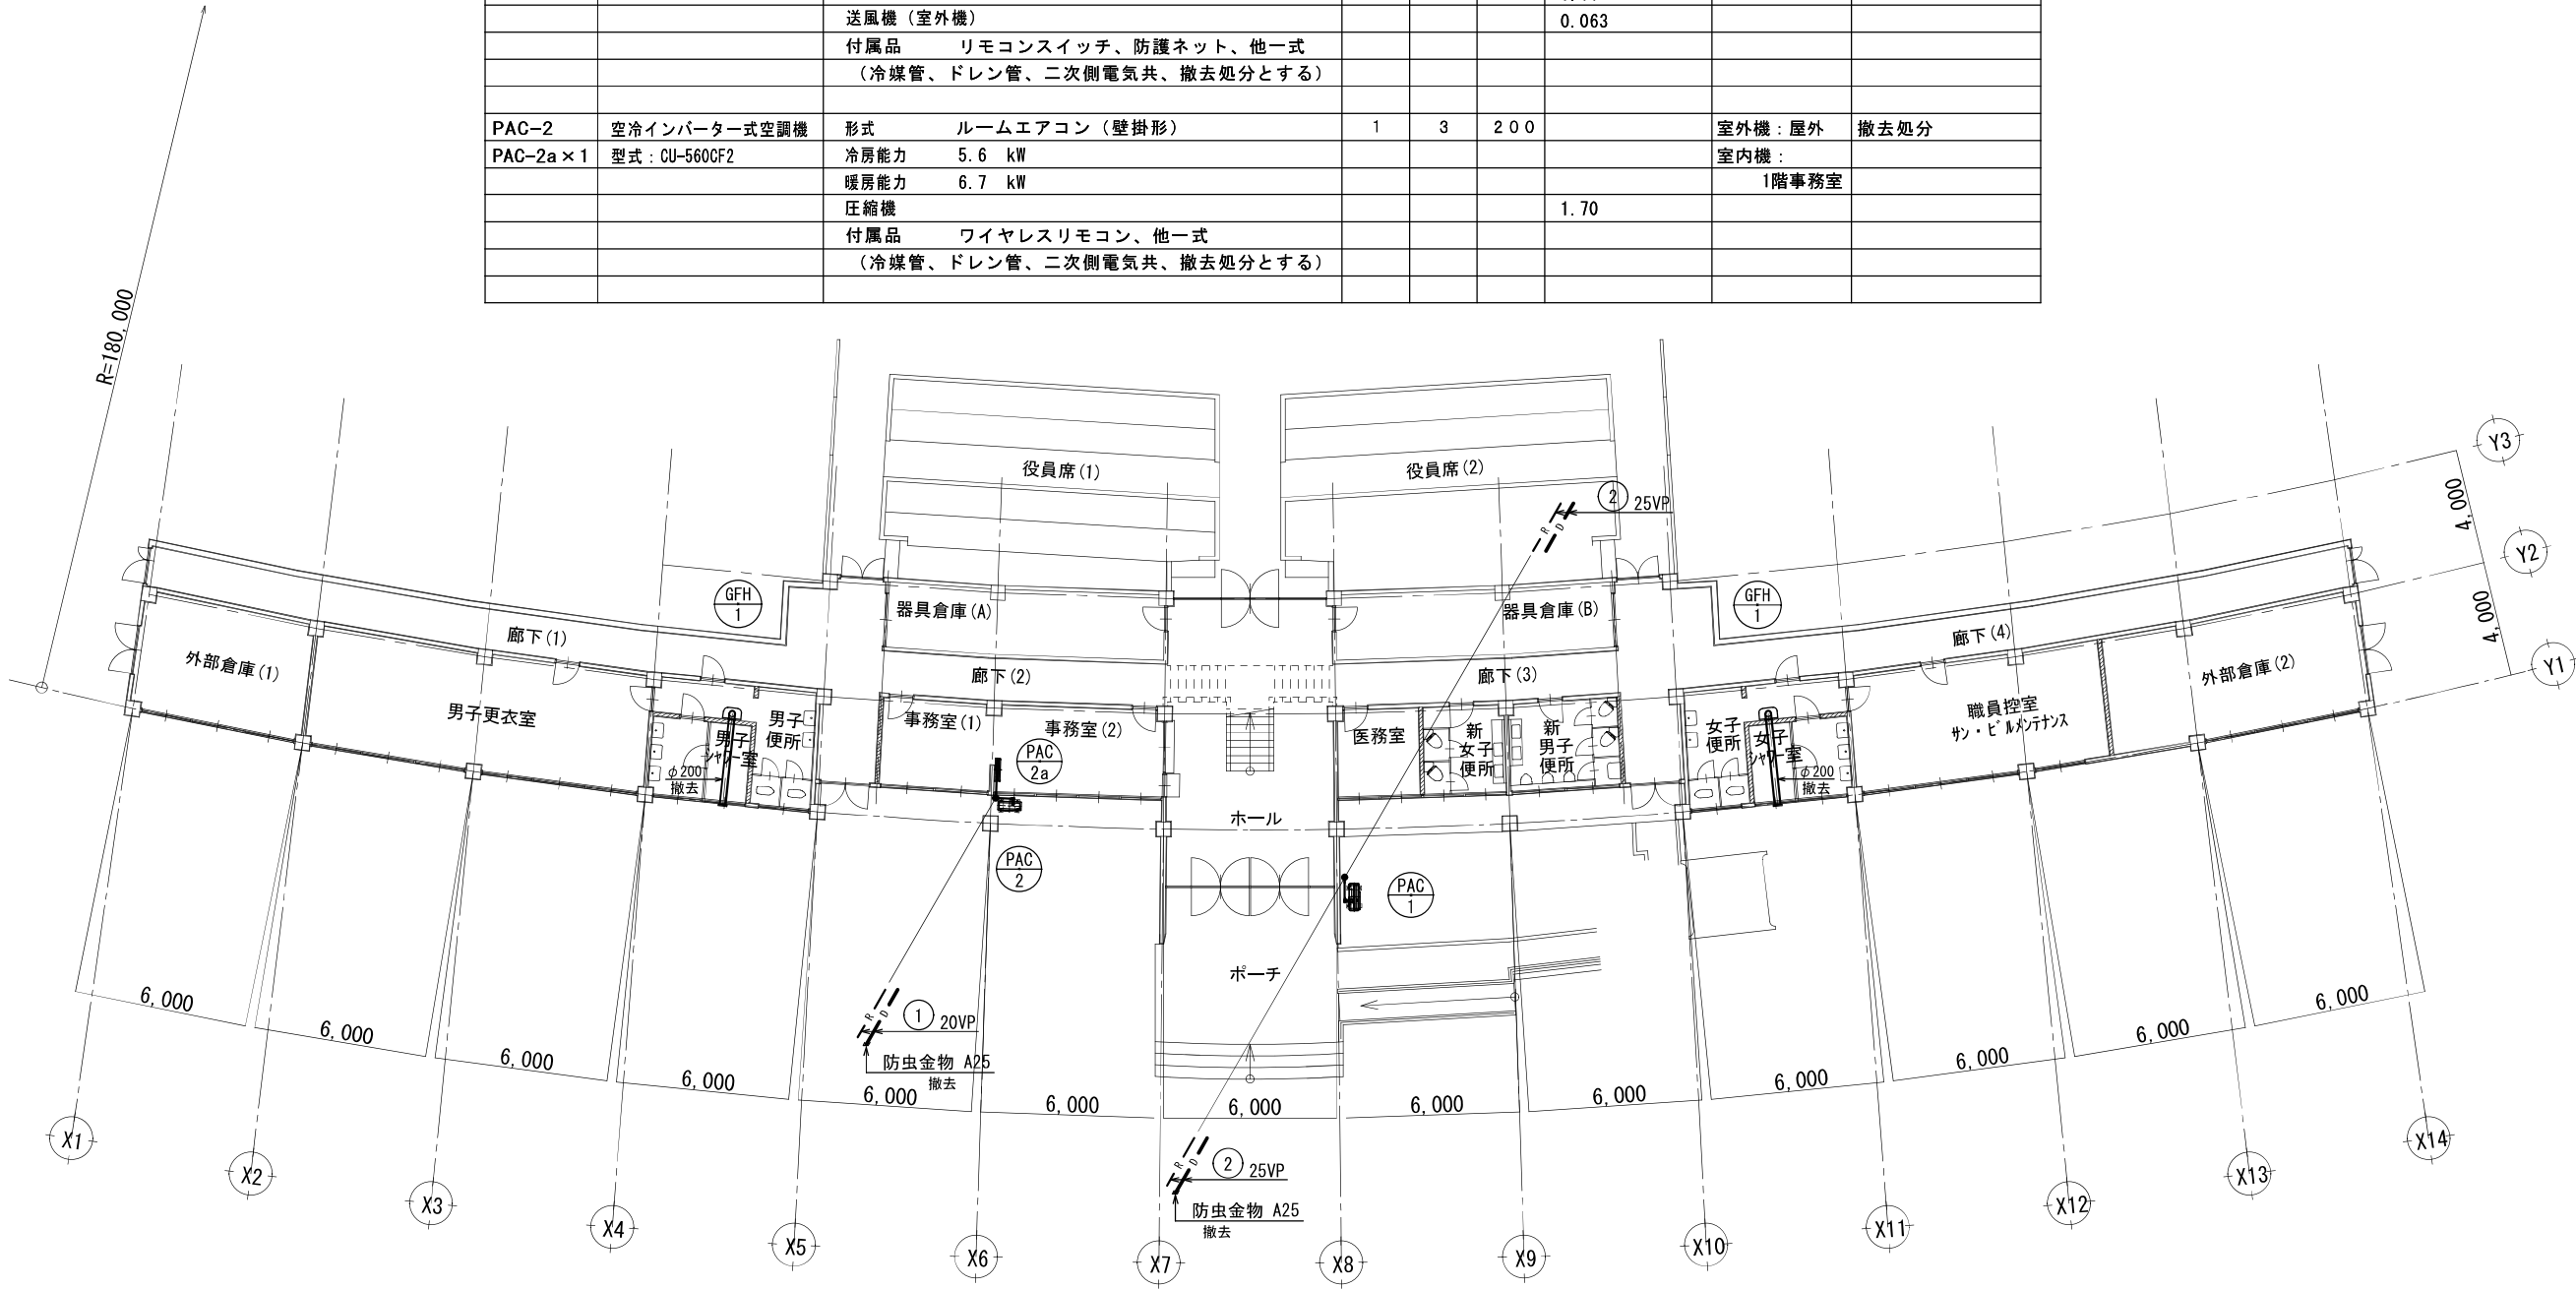 送風機（室外機） 0.063
付属品 リモコンスイッチ、防護ネット、他一式
（冷媒管、ドレン管、二次側電気共、撤去処分とする）
PAC-2 空冷インバーター式空調機 形式 ルームエアコン（壁掛形） 1 3 200 室外機：屋外 撤去処分
PAC-2a×1 型式：CU-560CF2 冷房能力 5.6 kW 室内機：
暖房能力 6.7 kW 1階事務室
圧縮機 1.70
付属品 ワイヤレスリモコン、他一式
（冷媒管、ドレン管、二次側電気共、撤去処分とする）
R=180,000
役員席(1)
役員席(2)
② 25VP
R
D
Y3
4,000
Y2
4,000
Y1
GFH
1
GFH
1
器具倉庫(A)
器具倉庫(B)
廊下(1)
廊下(4)
外部倉庫(1)
廊下(2)
廊下(3)
外部倉庫(2)
男子更衣室
男子
便所
男子
シャワー室
φ200
撤去
事務室(1)
事務室(2)
PAC
2a
医務室
新
女子
便所
新
男子
便所
女子
便所
女子
シャワー室
φ200
撤去
職員控室
サン・ビルメンテナンス
ホール
PAC
2
PAC
1
ポーチ
R
D
① 20VP
防虫金物 A25
撤去
6,000
6,000
6,000
6,000
6,000
6,000
6,000
6,000
6,000
6,000
6,000
6,000
6,000
R
D
② 25VP
防虫金物 A25
撤去
X1
X2
X3
X4
X5
X6
X7
X8
X9
X10
X11
X12
X13
X14